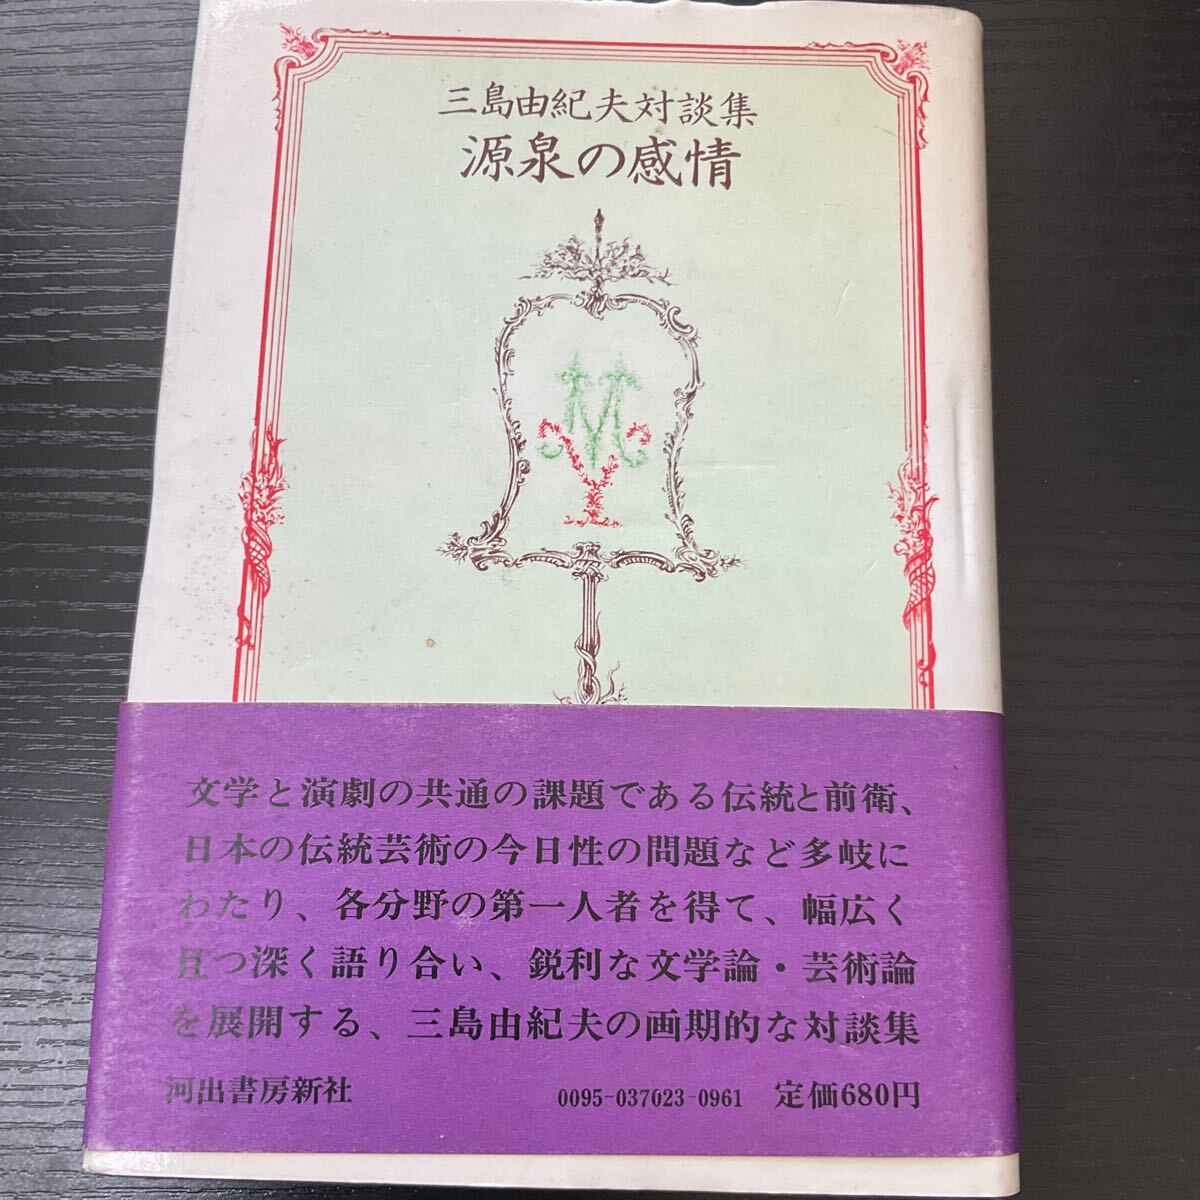 三島由紀夫対談集
源泉の感情
M
Y
文学と演劇の共通の課題である伝統と前衛、
日本の伝統芸術の今日性の問題など多岐に
わたり、各分野の第一人者を得て、幅広く
且つ深く語り合い、鋭利な文学論・芸術論
を展開する、三島由紀夫の画期的な対談集
河出書房新社 0095-037023-0961 定価680円